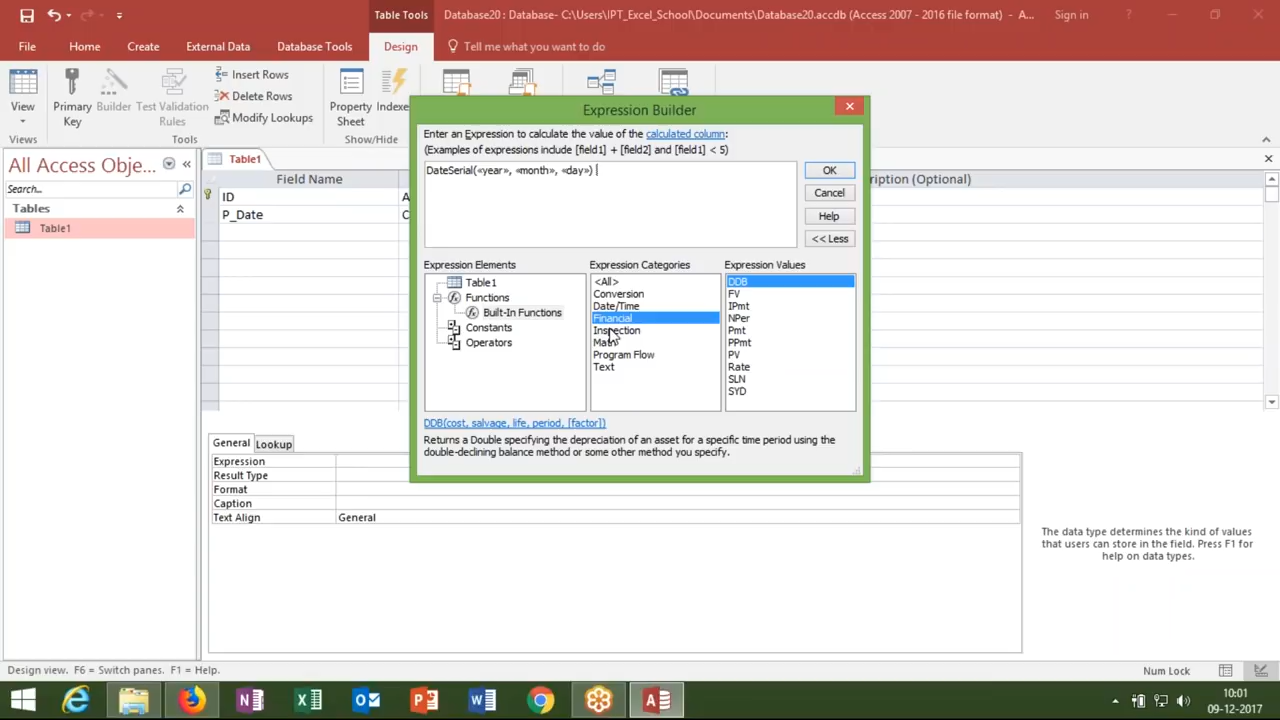 Table Tools
Database20 : Database- C:\Users\IPT_Excel_School\Documents\Database20.accdb (Access 2007 - 2016 file format) - A...
Sign in
?
File
Home
Create
External Data
Database Tools
Design
Tell me what you want to do
View
Primary Key
Builder
Test Validation Rules
Insert Rows
Delete Rows
Modify Lookups
Property Sheet
Indexe
Views
Tools
Show/Hide
All Access Obje...
Search...
Tables
Table1
Table1
Field Name
ription (Optional)
ID
A
P_Date
C
Expression Builder
Enter an Expression to calculate the value of the calculated column:
(Examples of expressions include [field1] + [field2] and [field1] < 5)
DateSerial(«year», «month», «day»)
OK
Cancel
Help
<< Less
Expression Elements
Table1
Functions
Built-In Functions
Constants
Operators
Expression Categories
<All>
Conversion
Date/Time
Financial
Inspection
Math
Program Flow
Text
Expression Values
DDB
FV
IPmt
NPer
Pmt
PPmt
PV
Rate
SLN
SYD
DDB(cost, salvage, life, period, [factor])
Returns a Double specifying the depreciation of an asset for a specific time period using the
double-declining balance method or some other method you specify.
General
Lookup
Expression
Result Type
Format
Caption
Text Align
General
The data type determines the kind of values
that users can store in the field. Press F1 for
help on data types.
Design view. F6 = Switch panes. F1 = Help.
Num Lock
10:01
09-12-2017